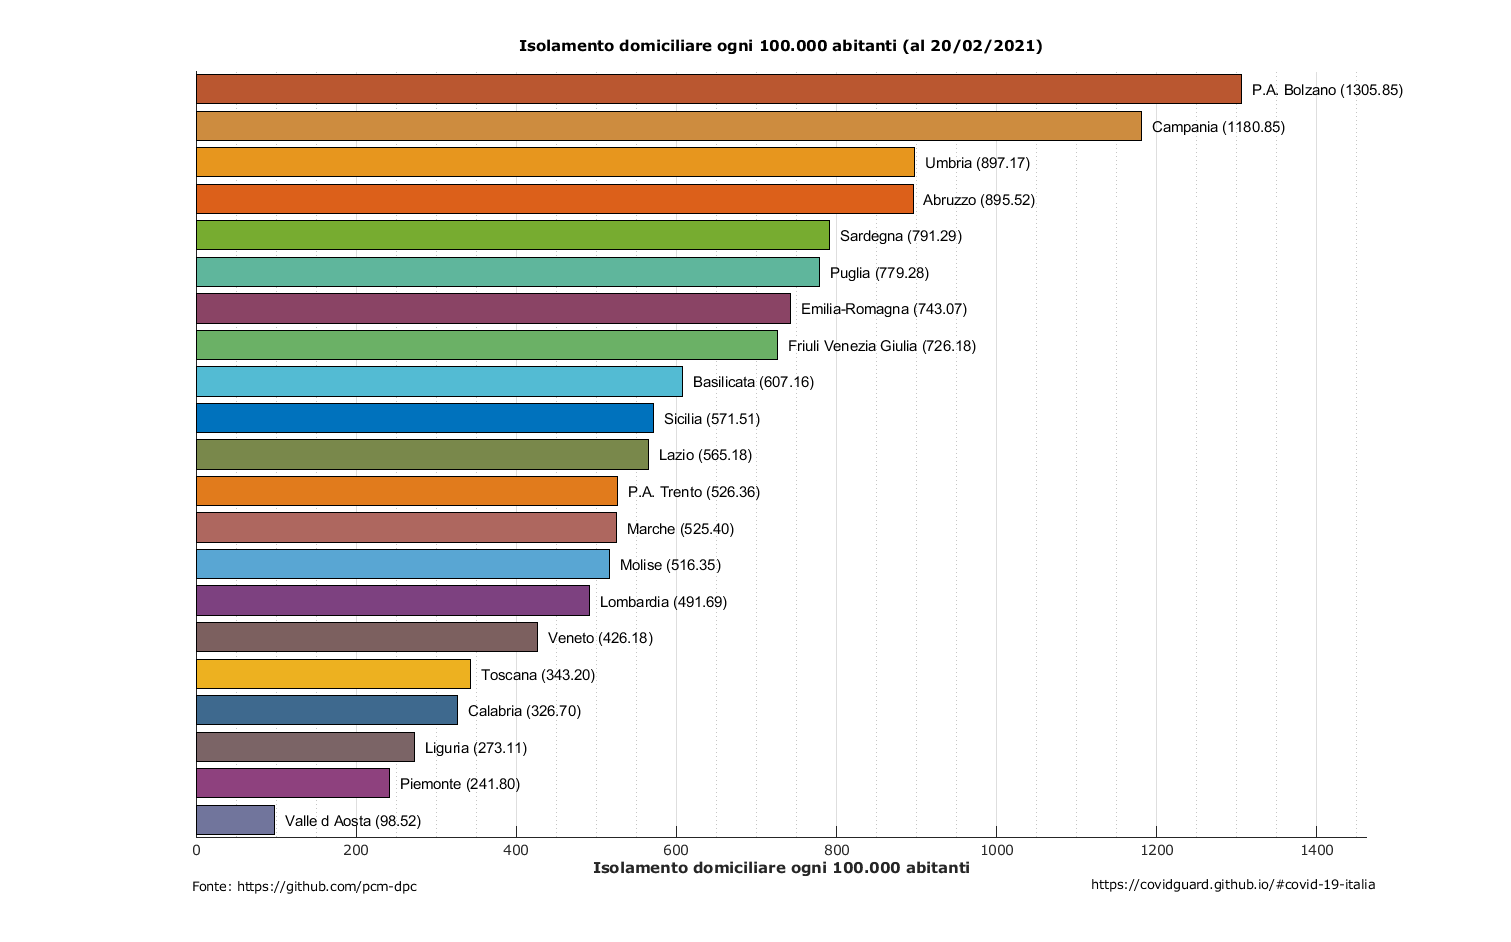 Isolamento domiciliare ogni 100.000 abitanti (al 20/02/2021)
P.A. Bolzano (1305.85)
Campania (1180.85)
Umbria (897.17)
Abruzzo (895.52)
Sardegna (791.29)
Puglia (779.28)
Emilia-Romagna (743.07)
Friuli Venezia Giulia (726.18)
Basilicata (607.16)
Sicilia (571.51)
Lazio (565.18)
P.A. Trento (526.36)
Marche (525.40)
Molise (516.35)
Lombardia (491.69)
Veneto (426.18)
Toscana (343.20)
Calabria (326.70)
Liguria (273.11)
Piemonte (241.80)
Valle d Aosta (98.52)
0 200 400 600 800 1000 1200 1400
Isolamento domiciliare ogni 100.000 abitanti
Fonte: https://github.com/pcm-dpc
https://covidguard.github.io/#covid-19-italia